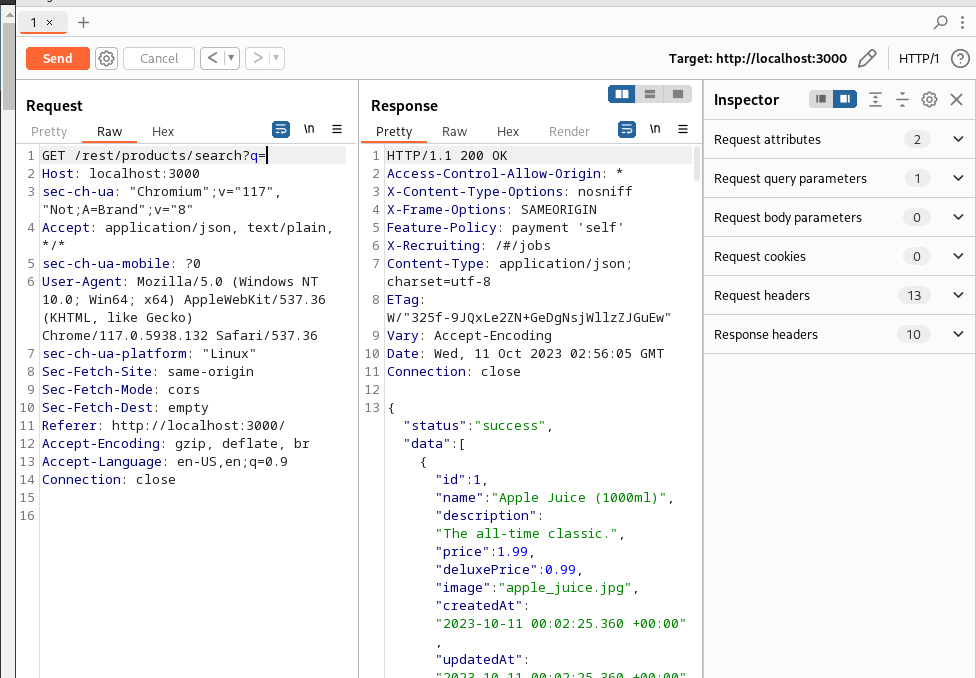 1 ×
+
Send
Cancel
<
>
Target: http://localhost:3000
HTTP/1
?
Request
Pretty
Raw
Hex
\n
1 GET /rest/products/search?q=
2 Host: localhost:3000
3 sec-ch-ua: "Chromium";v="117",
"Not;A=Brand";v="8"
4 Accept: application/json, text/plain,
*/*
5 sec-ch-ua-mobile: ?0
6 User-Agent: Mozilla/5.0 (Windows NT
10.0; Win64; x64) AppleWebKit/537.36
(KHTML, like Gecko)
Chrome/117.0.5938.132 Safari/537.36
7 sec-ch-ua-platform: "Linux"
8 Sec-Fetch-Site: same-origin
9 Sec-Fetch-Mode: cors
10 Sec-Fetch-Dest: empty
11 Referer: http://localhost:3000/
12 Accept-Encoding: gzip, deflate, br
13 Accept-Language: en-US,en;q=0.9
14 Connection: close
15
16
Response
Pretty
Raw
Hex
Render
\n
1 HTTP/1.1 200 OK
2 Access-Control-Allow-Origin: *
3 X-Content-Type-Options: nosniff
4 X-Frame-Options: SAMEORIGIN
5 Feature-Policy: payment 'self'
6 X-Recruiting: /#/jobs
7 Content-Type: application/json;
charset=utf-8
8 ETag:
W/"325f-9JQxLe2ZN+GeDgNsjWllzZJGuEw"
9 Vary: Accept-Encoding
10 Date: Wed, 11 Oct 2023 02:56:05 GMT
11 Connection: close
12
13 {
"status":"success",
"data":[
{
"id":1,
"name":"Apple Juice (1000ml)",
"description":
"The all-time classic.",
"price":1.99,
"deluxePrice":0.99,
"image":"apple_juice.jpg",
"createdAt":
"2023-10-11 00:02:25.360 +00:00"
,
"updatedAt":
"2023-10-11 00:02:25.360 +00:00"
Inspector
Request attributes 2
Request query parameters 1
Request body parameters 0
Request cookies 0
Request headers 13
Response headers 10